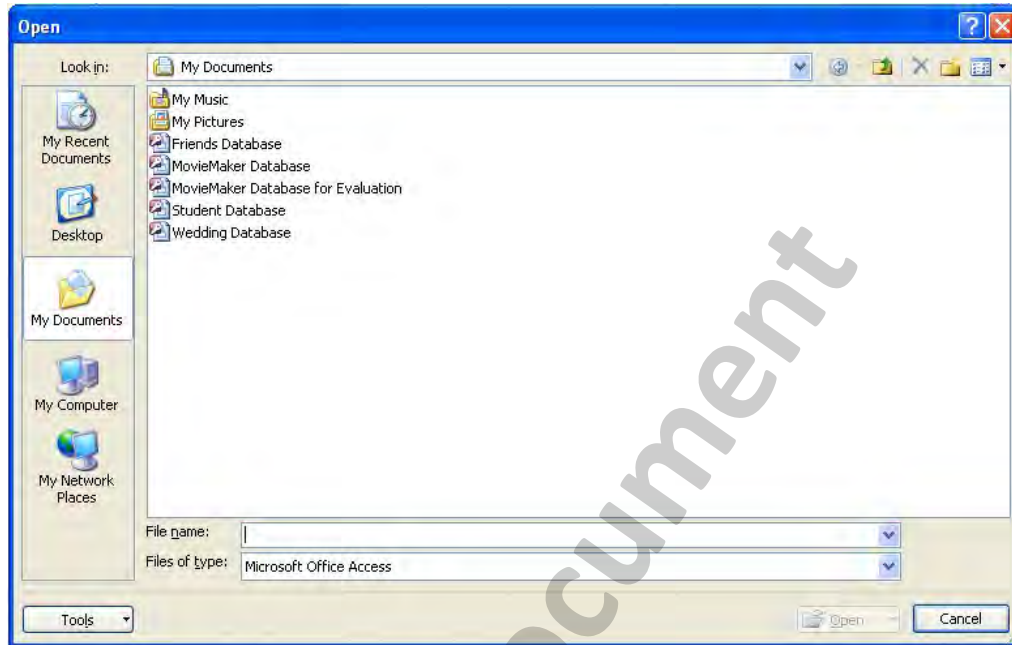 Open
Look in:
My Documents
My Music
My Pictures
Friends Database
MovieMaker Database
MovieMaker Database for Evaluation
Student Database
Wedding Database
My Recent
Documents
Desktop
My Documents
My Computer
My Network
Places
File name:
Files of type:
Microsoft Office Access
Tools
Open
Cancel
cument